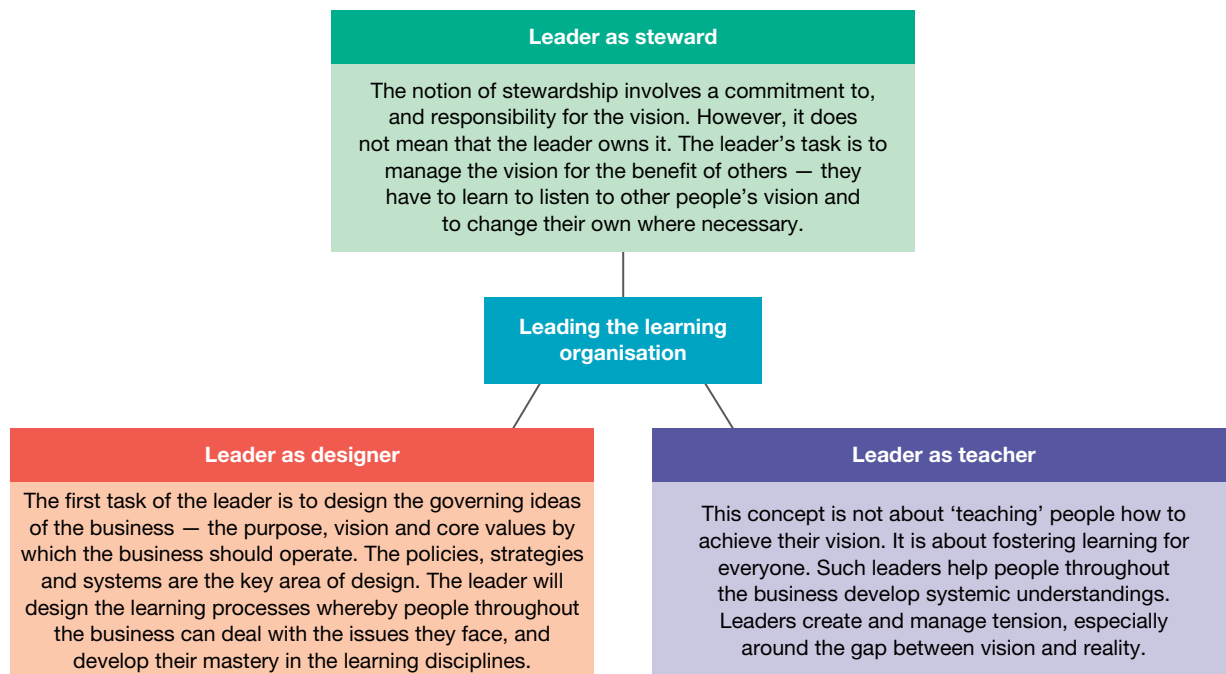 Leader as steward
The notion of stewardship involves a commitment to,
and responsibility for the vision. However, it does
not mean that the leader owns it. The leader’s task is to
manage the vision for the benefit of others — they
have to learn to listen to other people’s vision and
to change their own where necessary.
Leading the learning
organisation
Leader as designer
The first task of the leader is to design the governing ideas
of the business — the purpose, vision and core values by
which the business should operate. The policies, strategies
and systems are the key area of design. The leader will
design the learning processes whereby people throughout
the business can deal with the issues they face, and
develop their mastery in the learning disciplines.
Leader as teacher
This concept is not about ‘teaching’ people how to
achieve their vision. It is about fostering learning for
everyone. Such leaders help people throughout
the business develop systemic understandings.
Leaders create and manage tension, especially
around the gap between vision and reality.